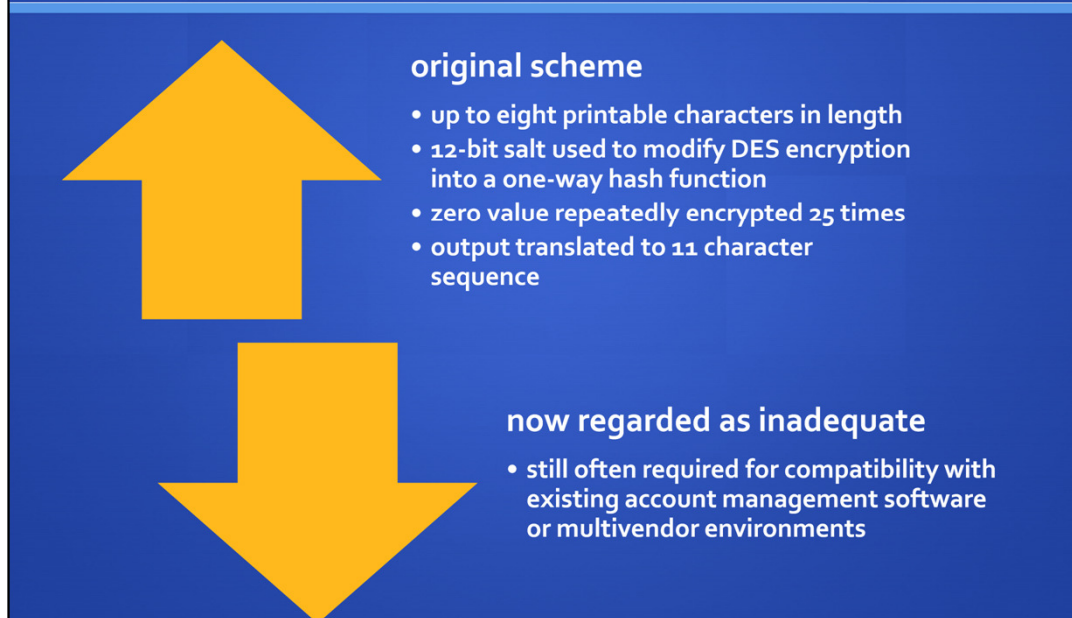 original scheme
• up to eight printable characters in length
• 12-bit salt used to modify DES encryption
into a one-way hash function
• zero value repeatedly encrypted 25 times
• output translated to 11 character
sequence
now regarded as inadequate
• still often required for compatibility with
existing account management software
or multivendor environments